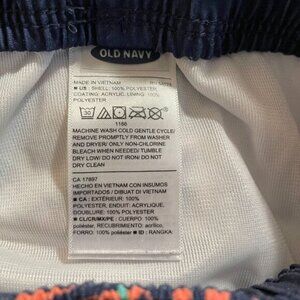 OLD NAVY
MADE IN VIETNAM
■ US : SHELL: 100% POLYESTER
COATING: ACRYLIC. LINING: 100%
POLYESTER
30
1188
MACHINE WASH COLD GENTLE CYCLE/
REMOVE PROMPTLY FROM WASHER
AND DRYER/ ONLY NON-CHLORINE
BLEACH WHEN NEEDED/ TUMBLE
DRY LOW/ DO NOT IRON/ DO NOT
DRY CLEAN
CA 17897
HECHO EN VIETNAM CON INSUMOS
IMPORTADOS / DIBUAT DI VIETNAM
■ CA : EXTÉRIEUR: 100%
POLYESTER, ENDUIT: ACRYLIQUE,
DOUBLURE: 100% POLYESTER
■ CL/CR/MX/PE : CUERPO: 100%
poliéster, RECUBRIMIENTO: acrílico,
FORRO: 100% poliéster ■ ID : RANGKA